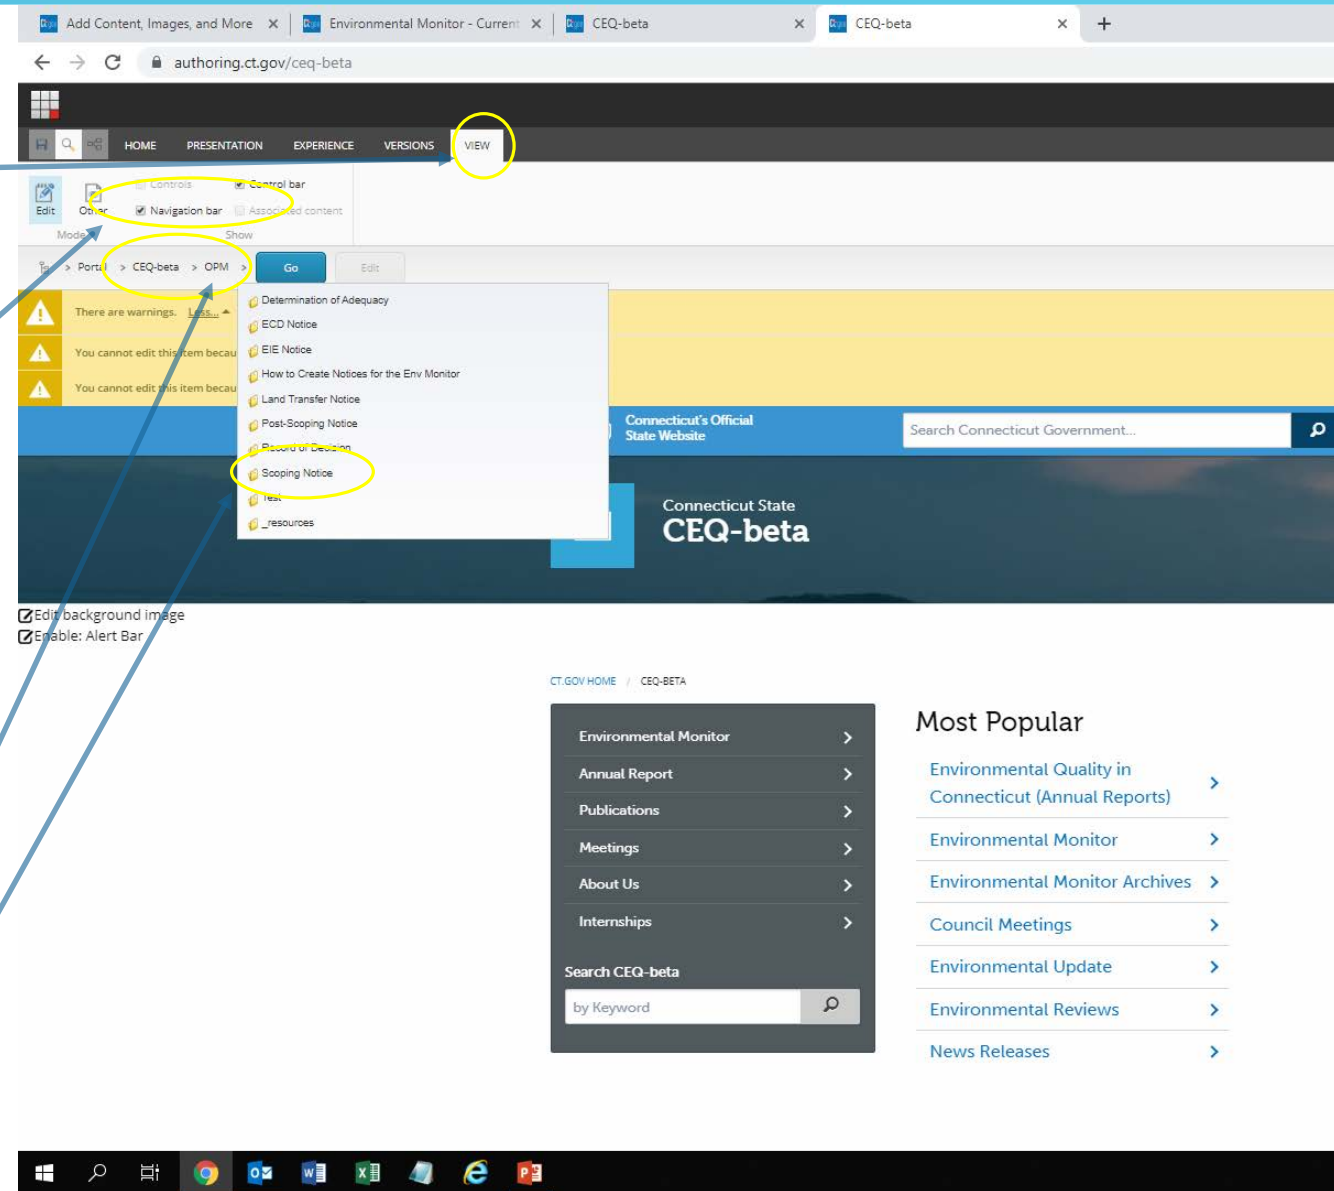 Add Content, Images, and More
Environmental Monitor - Current
CEQ-beta
CEQ-beta
authoring.ct.gov/ceq-beta
HOME PRESENTATION EXPERIENCE VERSIONS VIEW
Controls Control bar
Edit Other Navigation bar Associated content
Mode Show
> Portal > CEQ-beta > OPM > Go Edit
There are warnings. Less...
You cannot edit this item becau
You cannot edit this item becau
Determination of Adequacy
ECD Notice
EIE Notice
How to Create Notices for the Env Monitor
Land Transfer Notice
Post-Scoping Notice
Record of Decision
Scoping Notice
Test
_resources
Connecticut's Official
State Website
Search Connecticut Government...
Connecticut State
CEQ-beta
Edit background image
Enable: Alert Bar
CT.GOV HOME / CEQ-BETA
Environmental Monitor
Annual Report
Publications
Meetings
About Us
Internships
Search CEQ-beta
by Keyword
Most Popular
Environmental Quality in
Connecticut (Annual Reports)
Environmental Monitor
Environmental Monitor Archives
Council Meetings
Environmental Update
Environmental Reviews
News Releases